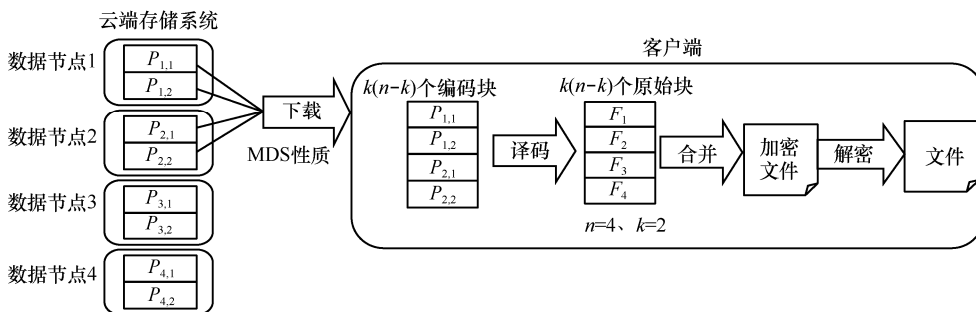 云端存储系统
数据节点1
P1,1
P1,2
数据节点2
P2,1
P2,2
数据节点3
P3,1
P3,2
数据节点4
P4,1
P4,2
下载
MDS性质
客户端
k(n-k)个编码块
P1,1
P1,2
P2,1
P2,2
译码
k(n-k)个原始块
F1
F2
F3
F4
n=4、k=2
合并
加密
文件
解密
文件